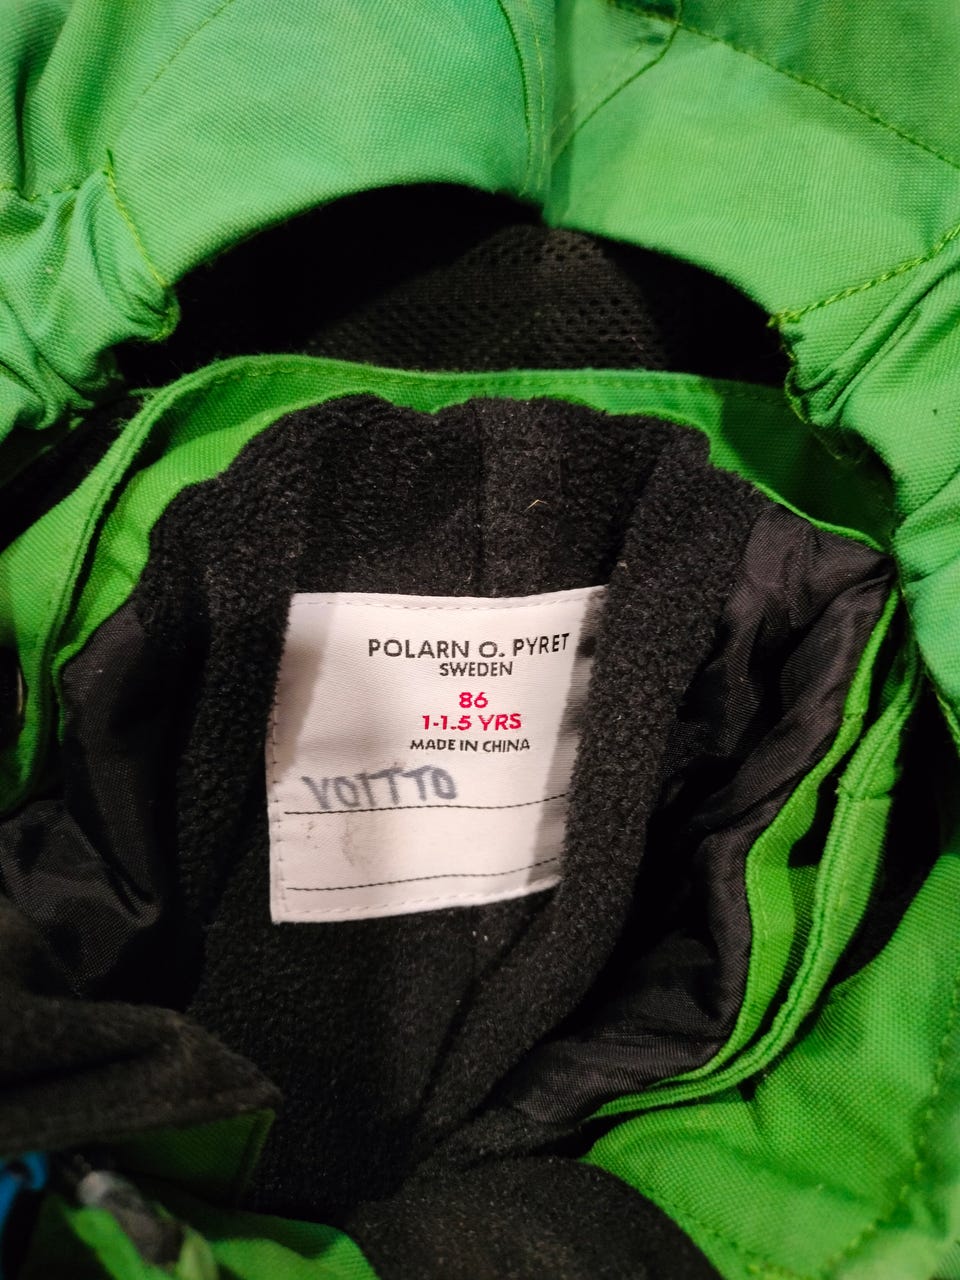 POLARN O. PYRET
SWEDEN
86
1-1.5 YRS
MADE IN CHINA
VOITTO